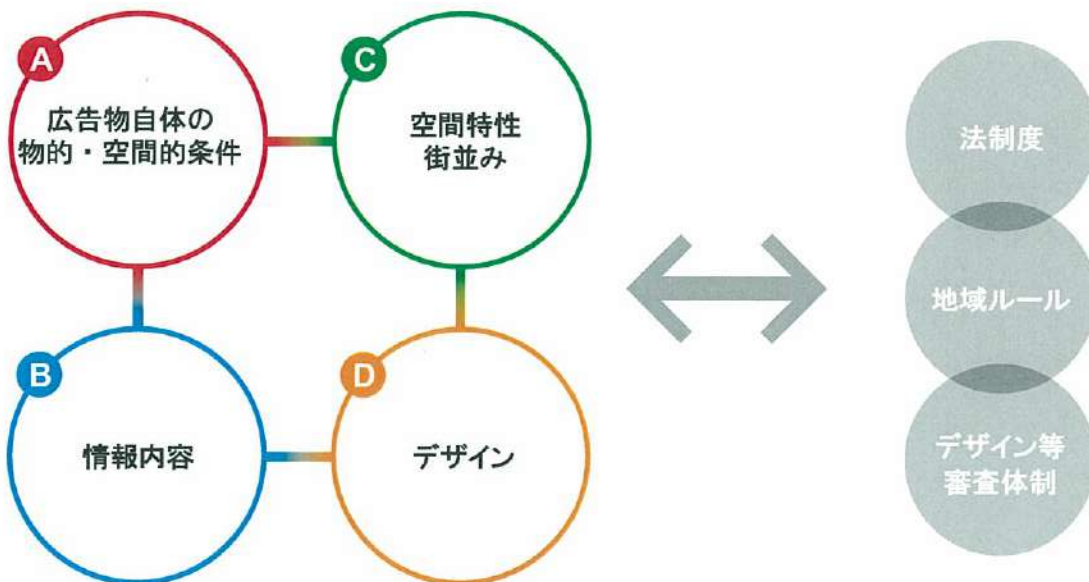 A
広告物自体の
物的・空間的条件
C
空間特性
街並み
B
情報内容
D
デザイン
法制度
地域ルール
デザイン等
審査体制